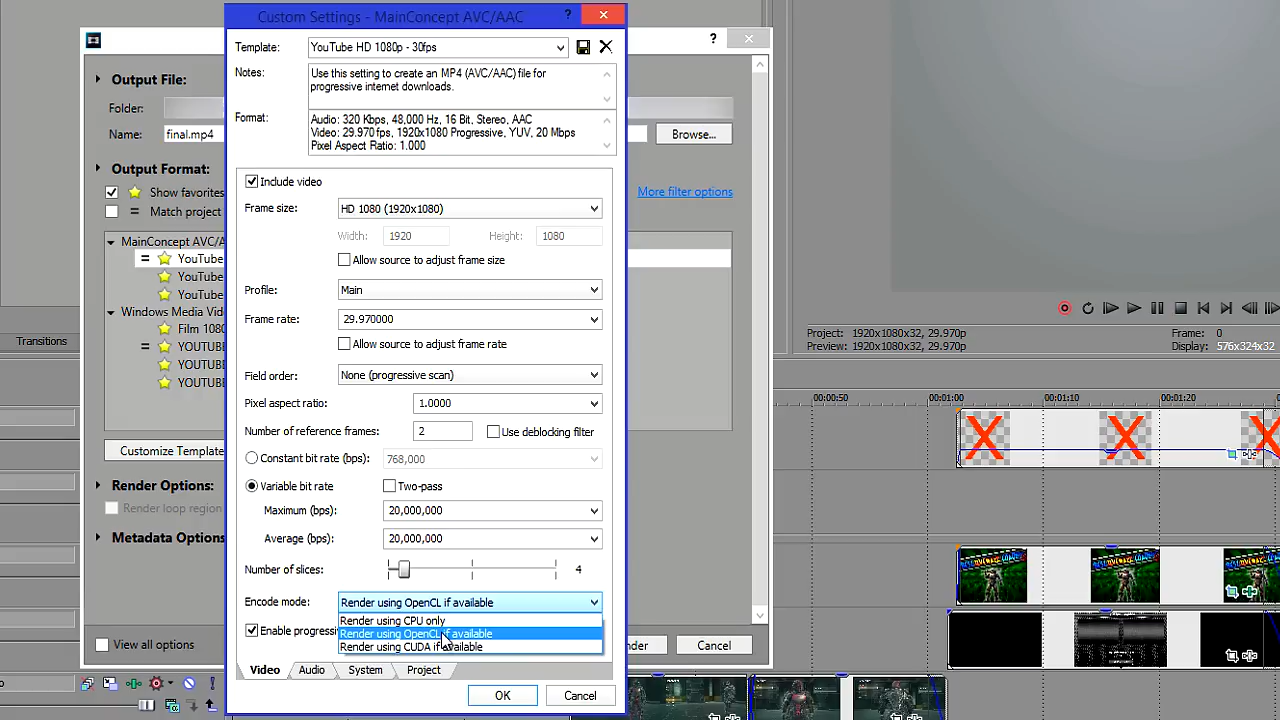 Custom Settings - MainConcept AVC/AAC
?
Template:
YouTube HD 1080p - 30fps
Notes:
Use this setting to create an MP4 (AVC/AAC) file for
progressive internet downloads.
Format:
Audio: 320 Kbps, 48,000 Hz, 16 Bit, Stereo, AAC
Video: 29.970 fps, 1920x1080 Progressive, YUV, 20 Mbps
Pixel Aspect Ratio: 1.000
Include video
Frame size:
HD 1080 (1920x1080)
Width:
1920
Height:
1080
Allow source to adjust frame size
Profile:
Main
Frame rate:
29.970000
Allow source to adjust frame rate
Field order:
None (progressive scan)
Pixel aspect ratio:
1.0000
Number of reference frames:
2
Use deblocking filter
Constant bit rate (bps):
768,000
Variable bit rate
Two-pass
Maximum (bps):
20,000,000
Average (bps):
20,000,000
Number of slices:
4
Encode mode:
Render using OpenCL if available
Render using CPU only
Render using OpenCL if available
Render using CUDA if available
Enable progressi
Video
Audio
System
Project
OK
Cancel
?
Output File:
Folder:
Name:
final.mp4
Browse...
Output Format:
Show favorites
Match project
More filter options
MainConcept AVC/A
YouTube
YouTube
YouTube
Windows Media Vid
Film 1080
YOUTUBE
YOUTUBE
YOUTUBE
Customize Template
Render Options:
Render loop region
Metadata Options
View all options
nder
Cancel
Transitions
Project:
1920x1080x32, 29.970p
Preview:
1920x1080x32, 29.970p
Frame:
0
Display:
576x324x32
00:00:50
00:01:00
00:01:10
00:01:20